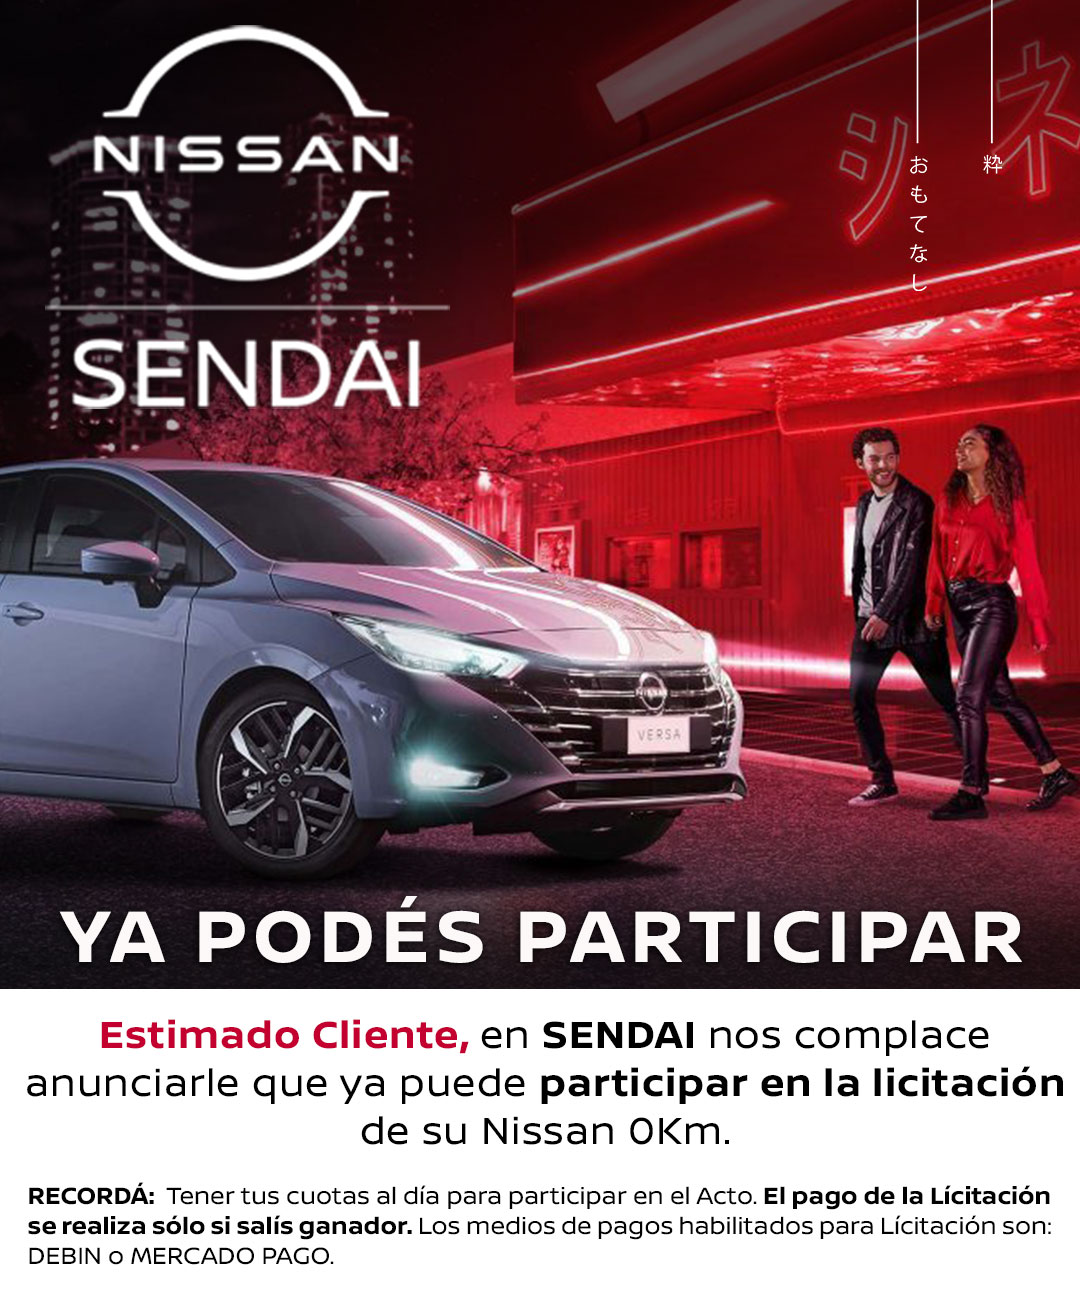 NISSAN
SENDAI
シネ
粋
おもてなし
VERSA
YA PODÉS PARTICIPAR
Estimado Cliente, en SENDAI nos complace
anunciarle que ya puede participar en la licitación
de su Nissan 0Km.
RECORDÁ: Tener tus cuotas al día para participar en el Acto. El pago de la Lícitación
se realiza sólo si salís ganador. Los medios de pagos habilitados para Lícitación son:
DEBIN o MERCADO PAGO.